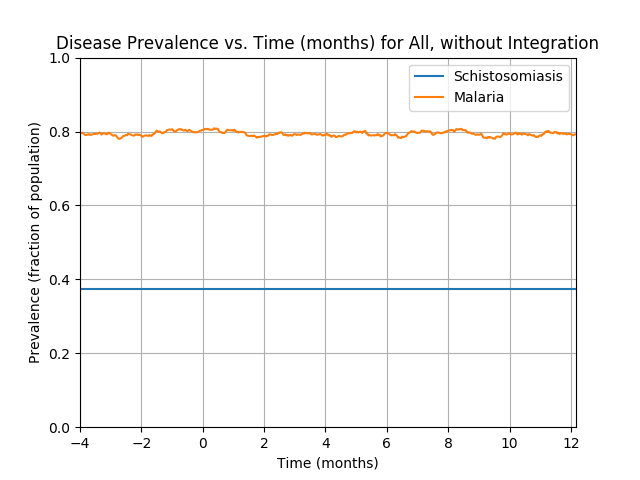 Disease Prevalence vs. Time (months) for All, without Integration
Schistosomiasis
Malaria
Prevalence (fraction of population)
1.0
0.8
0.6
0.4
0.2
0.0
−4 −2 0 2 4 6 8 10 12
Time (months)